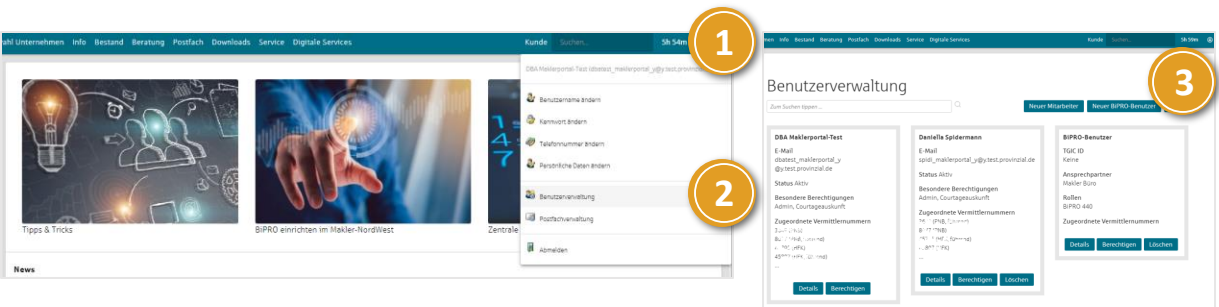 1
ahl Unternehmen Info Bestand Beratung Postfach Downloads Service Digitale Services Kunde Suchen... 5h 54m
DBA Maklerportal-Test (dbatest_maklerportal_y@y.test.provinzial
Benutzername ändern
Kennwort ändern
Telefonnummer ändern
Persönliche Daten ändern
2
Benutzerverwaltung
Postfachverwaltung
Abmelden
Tipps & Tricks
BiPRO einrichten im Makler-NordWest
Zentrale
News
men Info Bestand Beratung Postfach Downloads Service Digitale Services Kunde Suchen... 5h 59m
3
Benutzerverwaltung
Zum Suchen tippen ...
Neuer Mitarbeiter
Neuer BiPRO-Benutzer
DBA Maklerportal-Test
E-Mail
dbatest_maklerportal_y
@y.test.provinzial.de
Status Aktiv
Besondere Berechtigungen
Admin, Courtageauskunft
Zugeordnete Vermittlernummern
...
Details Berechtigen
Daniella Spidermann
E-Mail
spidi_maklerportal_y@y.test.provinzial.de
Status Aktiv
Besondere Berechtigungen
Admin, Courtageauskunft
Zugeordnete Vermittlernummern
...
Details Berechtigen Löschen
BiPRO-Benutzer
TGIC ID
Keine
Ansprechpartner
Makler Büro
Rollen
BiPRO 440
Zugeordnete Vermittlernummern
Details Berechtigen Löschen